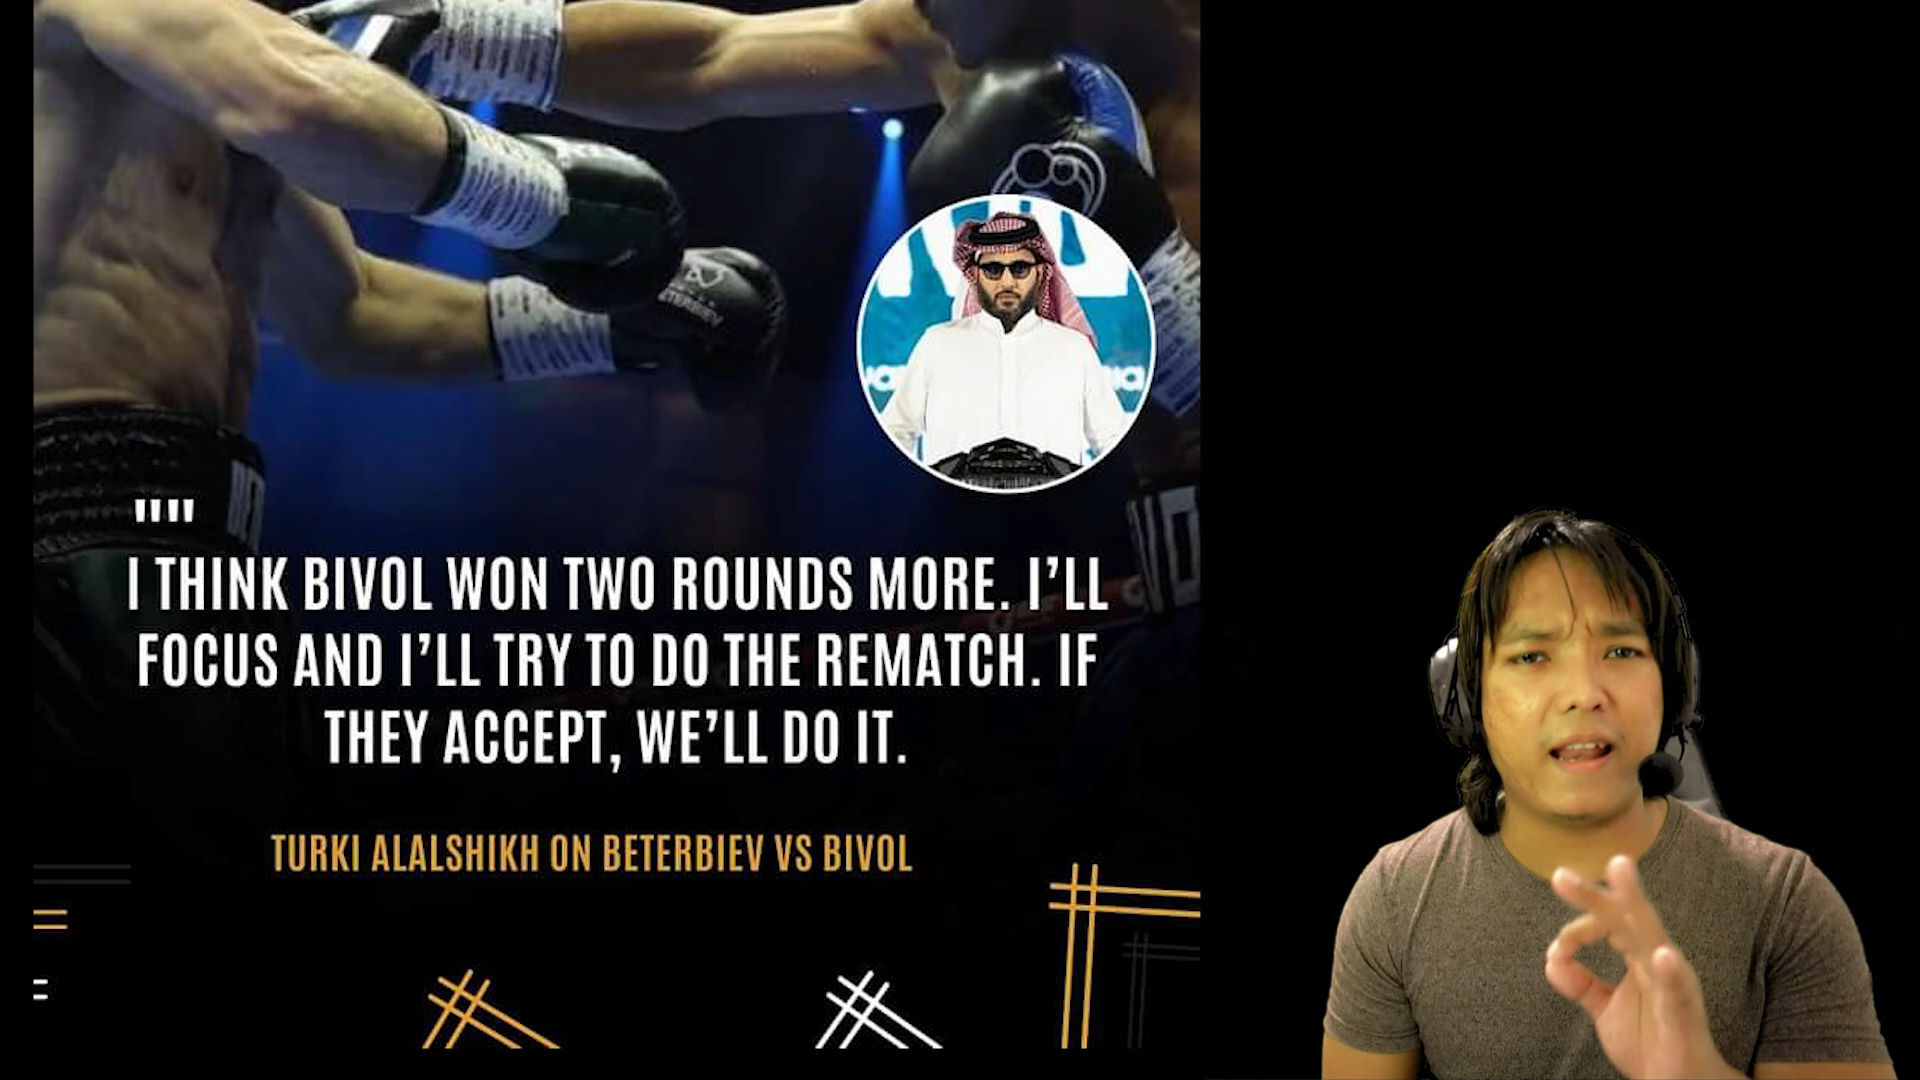 ""
I THINK BIVOL WON TWO ROUNDS MORE. I’LL
FOCUS AND I’LL TRY TO DO THE REMATCH. IF
THEY ACCEPT, WE’LL DO IT.
TURKI ALALSHIKH ON BETERBIEV VS BIVOL